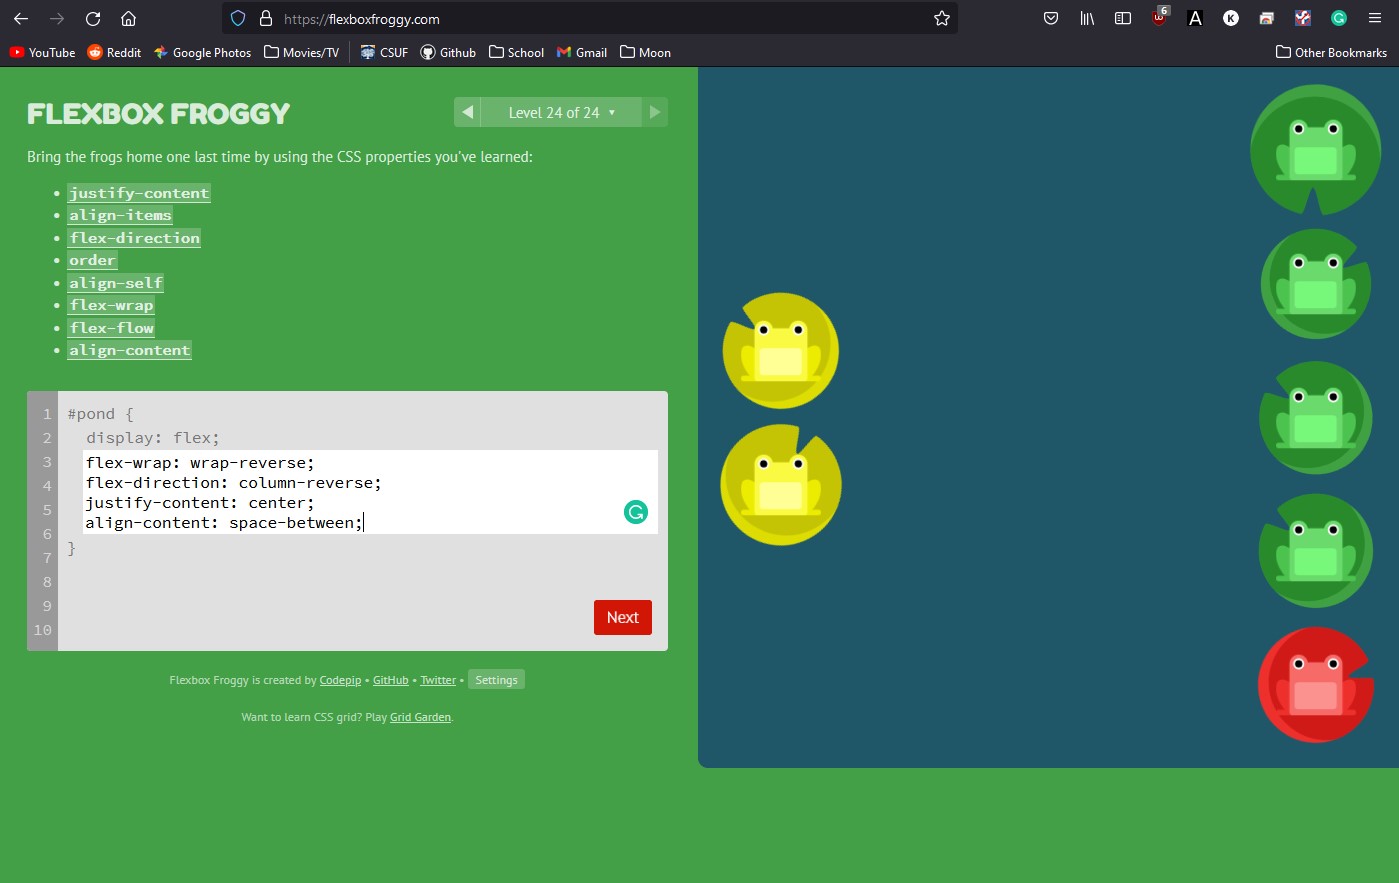 https://flexboxfroggy.com
6
A
K
YouTube Reddit Google Photos Movies/TV CSUF Github School Gmail Moon Other Bookmarks
FLEXBOX FROGGY
Level 24 of 24
Bring the frogs home one last time by using the CSS properties you've learned:
justify-content
align-items
flex-direction
order
align-self
flex-wrap
flex-flow
align-content
1 #pond {
2 display: flex;
3 flex-wrap: wrap-reverse;
4 flex-direction: column-reverse;
5 justify-content: center;
6 align-content: space-between;
7 }
8
9
10
Next
Flexbox Froggy is created by Codepip • GitHub • Twitter • Settings
Want to learn CSS grid? Play Grid Garden.